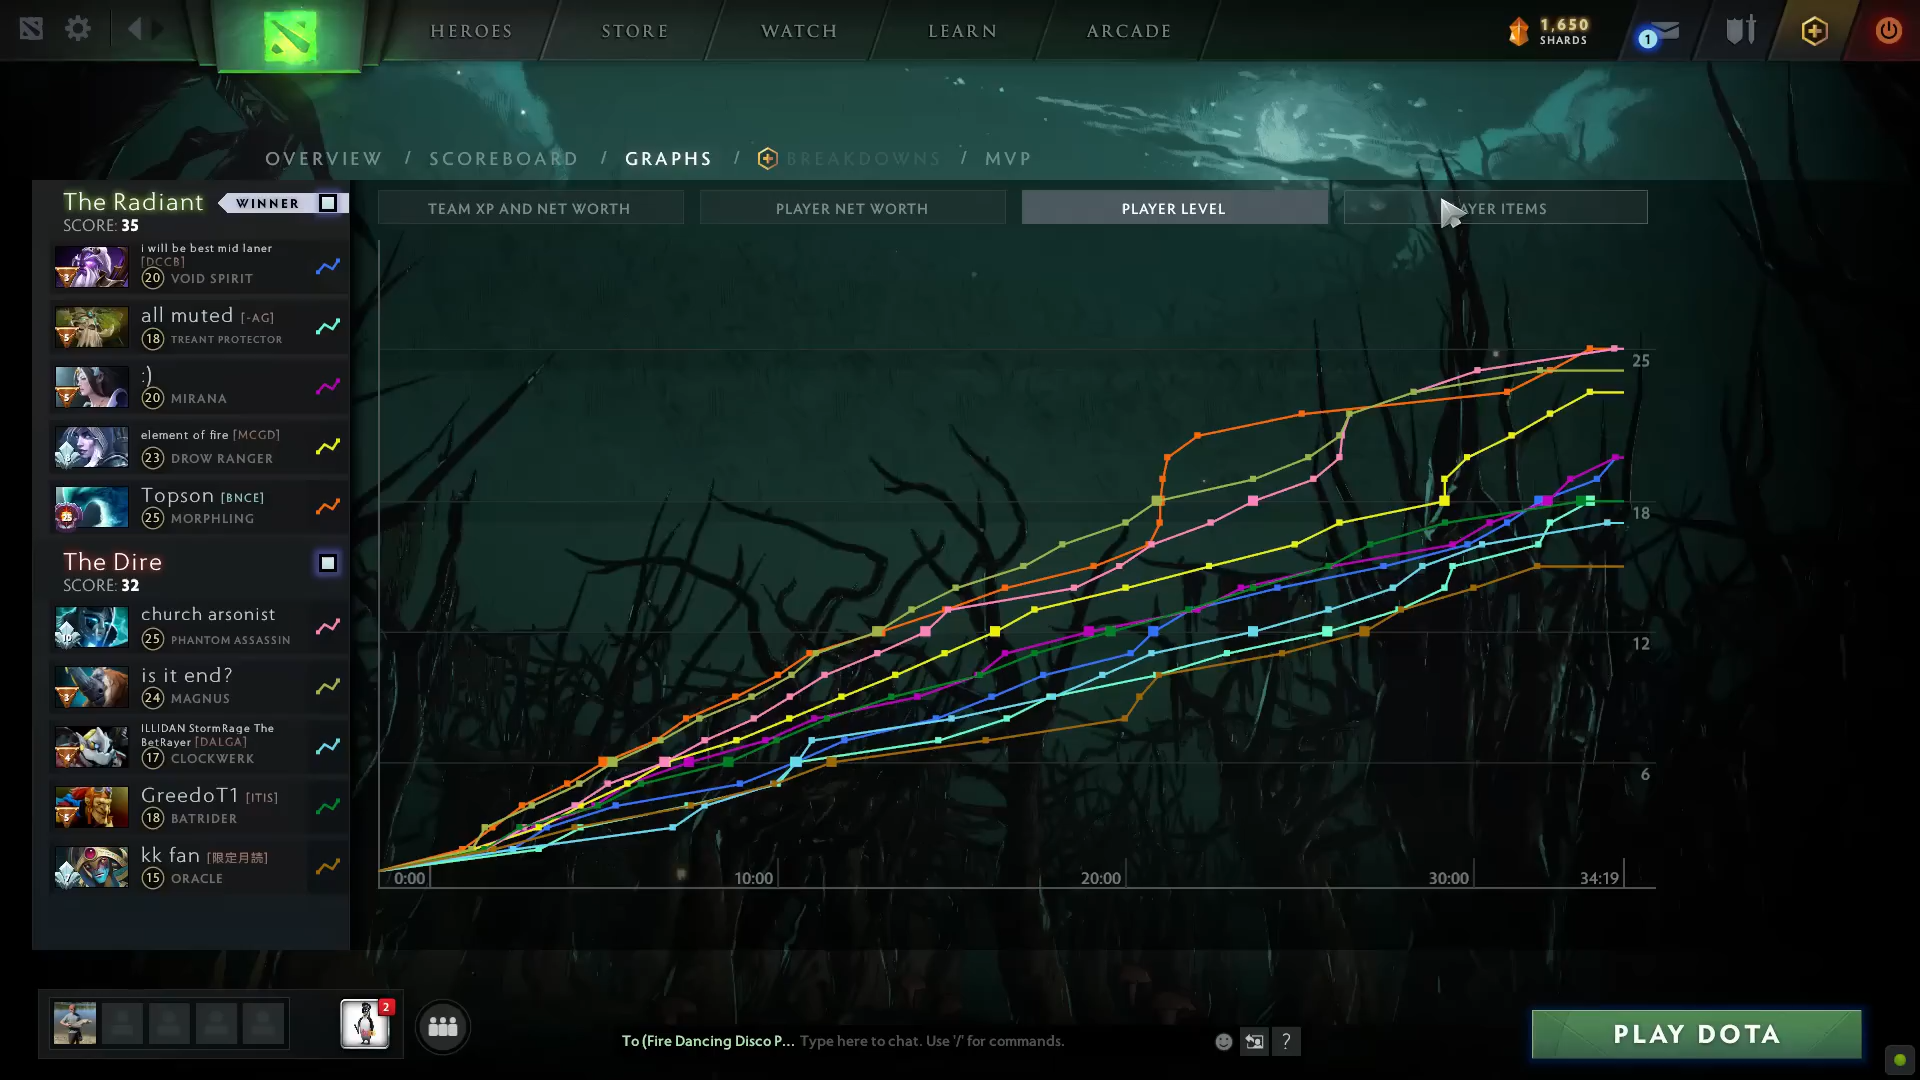 HEROES
STORE
WATCH
LEARN
ARCADE
1,650
SHARDS
1
OVERVIEW / SCOREBOARD / GRAPHS / BREAKDOWNS / MVP
The Radiant
WINNER
SCORE: 35
TEAM XP AND NET WORTH
PLAYER NET WORTH
PLAYER LEVEL
YER ITEMS
i will be best mid laner
[DCCB]
20 VOID SPIRIT
all muted [-AG]
18 TREANT PROTECTOR
:)
20 MIRANA
element of fire [MCGD]
23 DROW RANGER
Topson [BNCE]
25 MORPHLING
The Dire
SCORE: 32
church arsonist
25 PHANTOM ASSASSIN
is it end?
24 MAGNUS
ILLIDAN StormRage The
BetRayer [DALGA]
17 CLOCKWERK
GreedoT1 [ITIS]
18 BATRIDER
kk fan [限定月読]
15 ORACLE
25
18
12
6
0:00
10:00
20:00
30:00
34:19
2
To (Fire Dancing Disco P... Type here to chat. Use '/' for commands.
?
PLAY DOTA